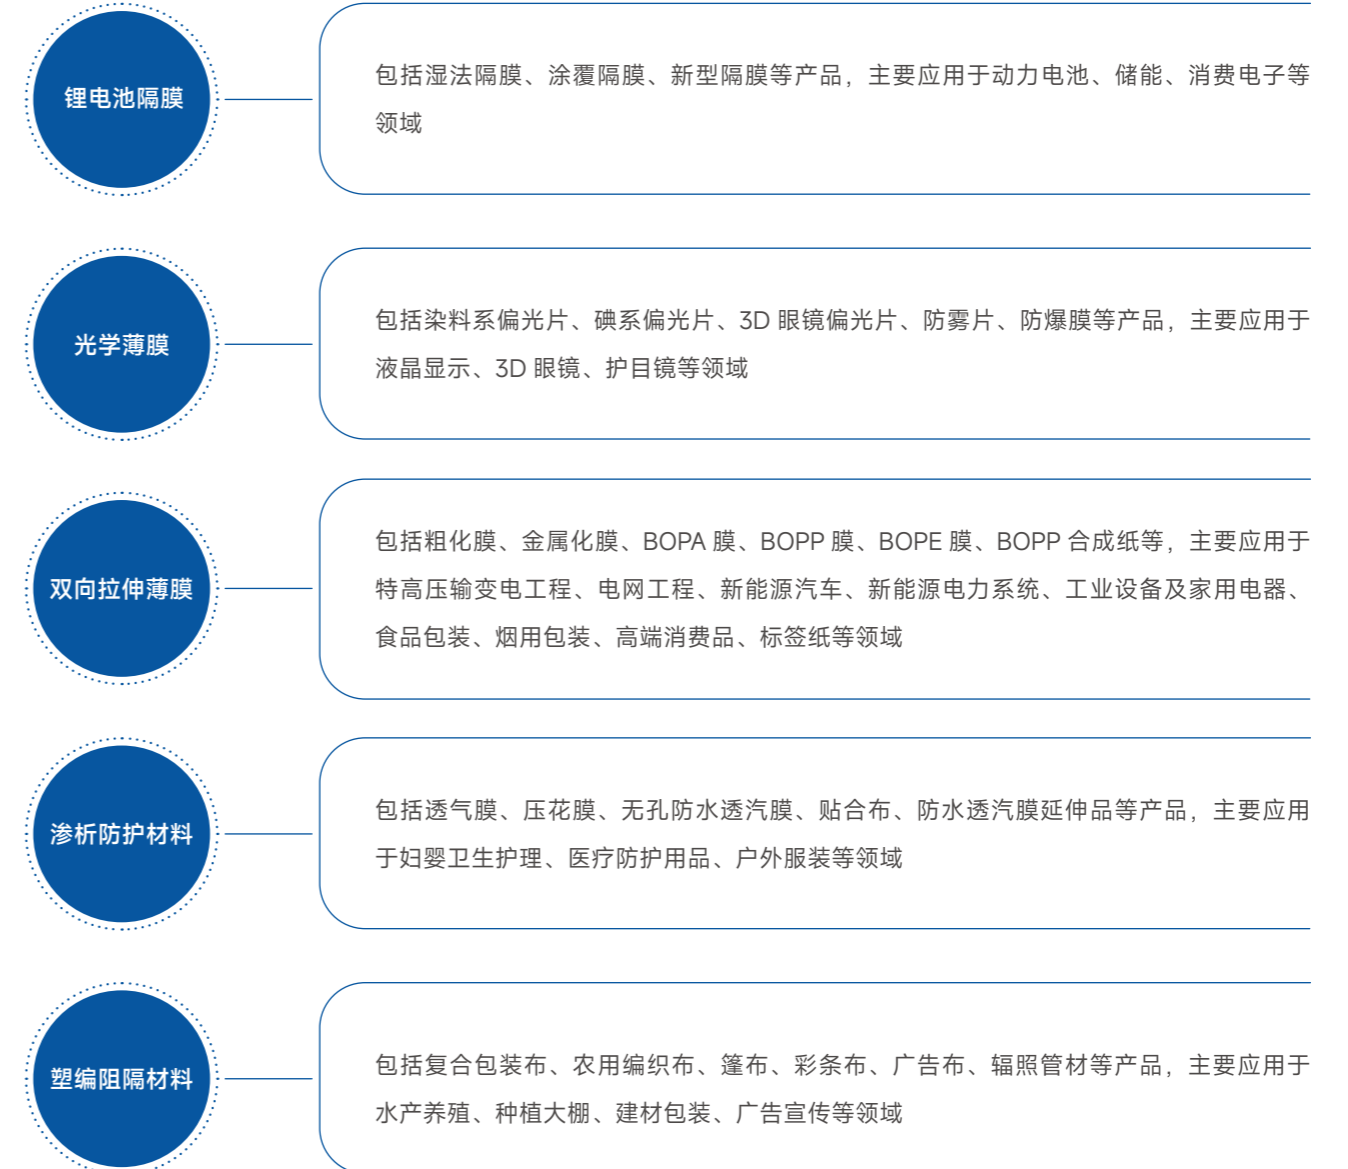 锂电池隔膜
包括湿法隔膜、涂覆隔膜、新型隔膜等产品，主要应用于动力电池、储能、消费电子等
领域
光学薄膜
包括染料系偏光片、碘系偏光片、3D 眼镜偏光片、防雾片、防爆膜等产品，主要应用于
液晶显示、3D 眼镜、护目镜等领域
双向拉伸薄膜
包括粗化膜、金属化膜、BOPA 膜、BOPP 膜、BOPE 膜、BOPP 合成纸等，主要应用于
特高压输变电工程、电网工程、新能源汽车、新能源电力系统、工业设备及家用电器、
食品包装、烟用包装、高端消费品、标签纸等领域
渗析防护材料
包括透气膜、压花膜、无孔防水透汽膜、贴合布、防水透汽膜延伸品等产品，主要应用
于妇婴卫生护理、医疗防护用品、户外服装等领域
塑编阻隔材料
包括复合包装布、农用编织布、篷布、彩条布、广告布、辐照管材等产品，主要应用于
水产养殖、种植大棚、建材包装、广告宣传等领域